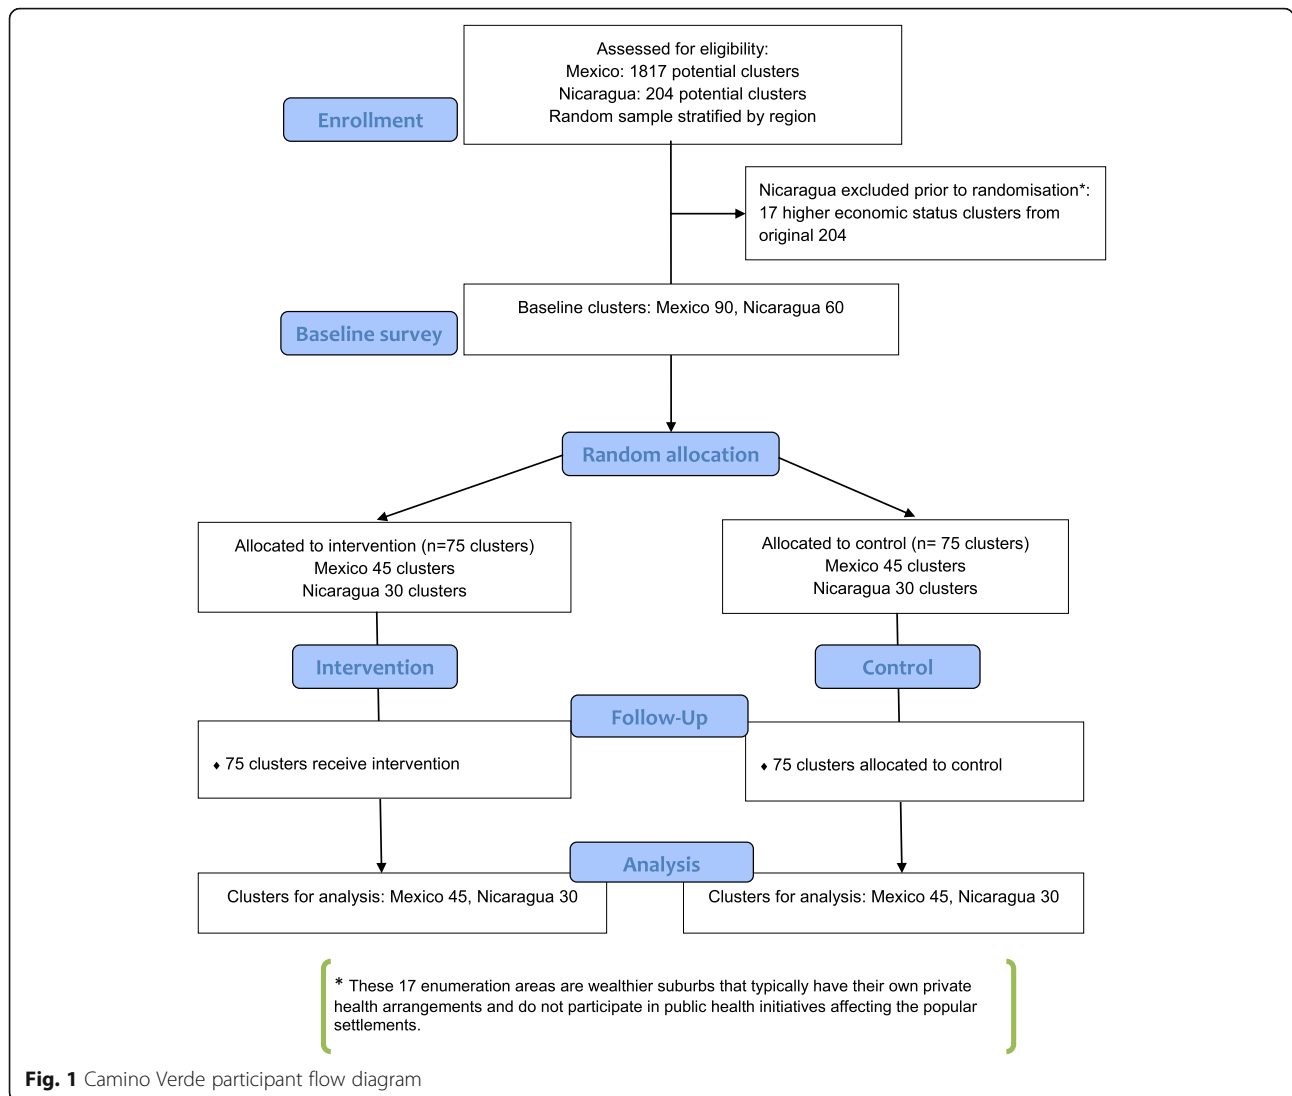 Assessed for eligibility:
Mexico: 1817 potential clusters
Nicaragua: 204 potential clusters
Random sample stratified by region
Enrollment
Nicaragua excluded prior to randomisation*:
17 higher economic status clusters from
original 204
Baseline clusters: Mexico 90, Nicaragua 60
Baseline survey
Random allocation
Allocated to intervention (n=75 clusters)
Mexico 45 clusters
Nicaragua 30 clusters
Allocated to control (n= 75 clusters)
Mexico 45 clusters
Nicaragua 30 clusters
Intervention
Control
Follow-Up
♦ 75 clusters receive intervention
♦ 75 clusters allocated to control
Analysis
Clusters for analysis: Mexico 45, Nicaragua 30
Clusters for analysis: Mexico 45, Nicaragua 30
* These 17 enumeration areas are wealthier suburbs that typically have their own private
health arrangements and do not participate in public health initiatives affecting the popular
settlements.
Fig. 1 Camino Verde participant flow diagram